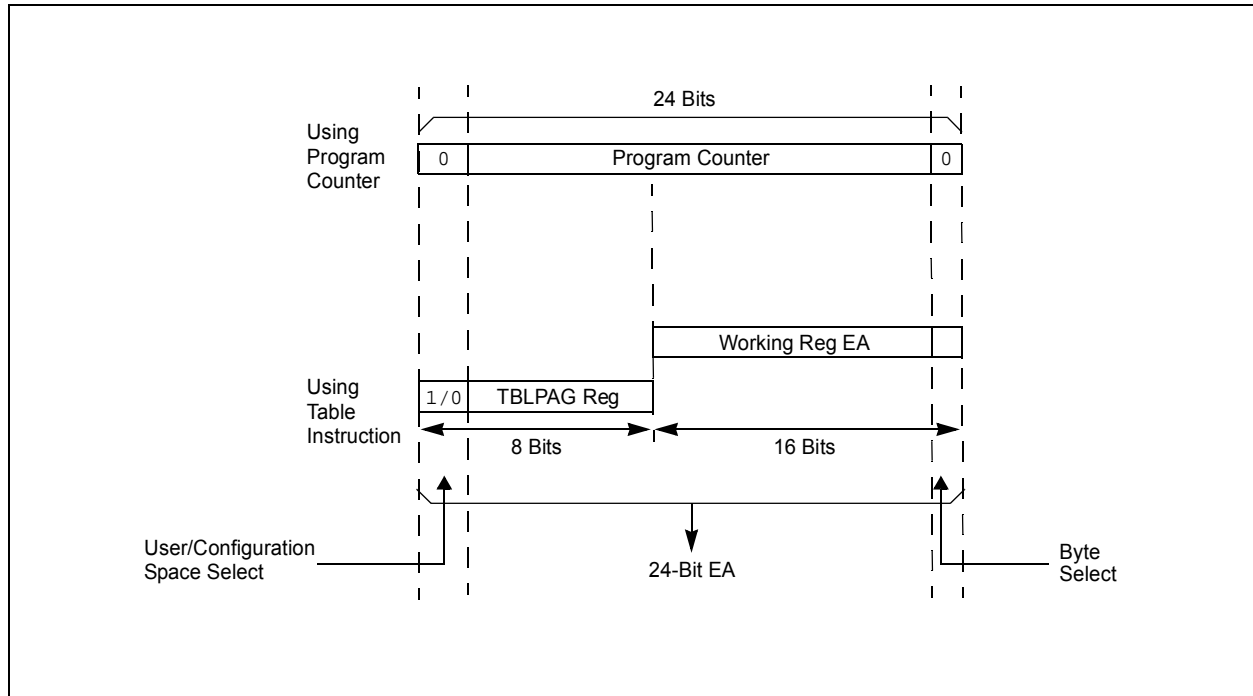 24 Bits
Using
Program
Counter
0
Program Counter
0
Working Reg EA
Using
Table
Instruction
1/0
TBLPAG Reg
8 Bits
16 Bits
User/Configuration
Space Select
24-Bit EA
Byte
Select